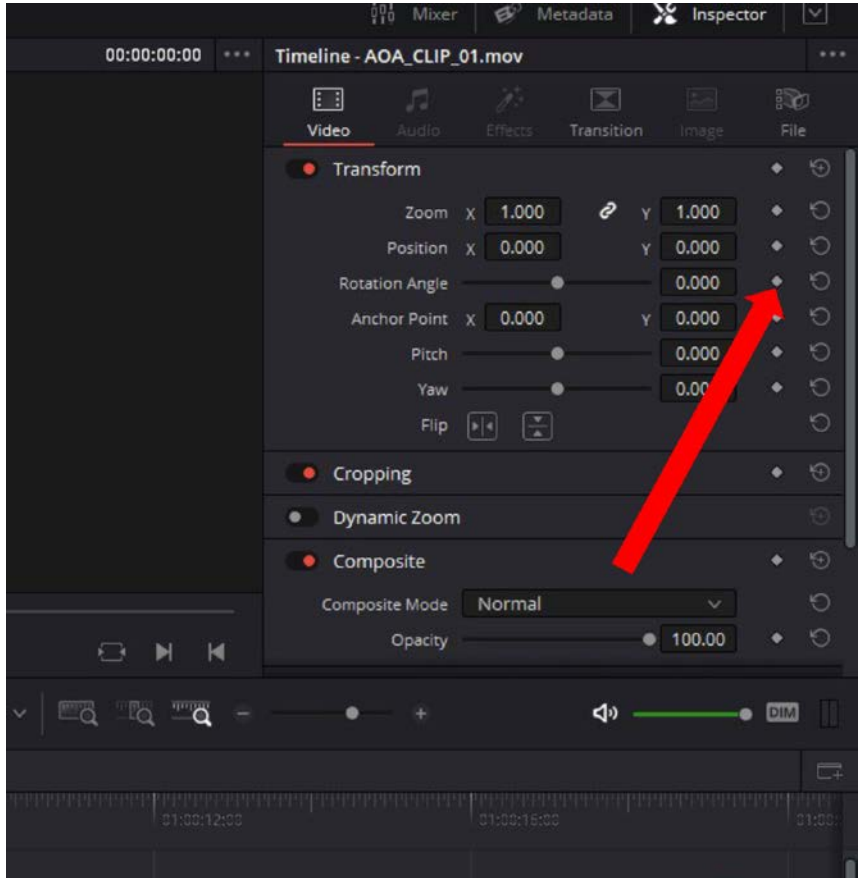 Mixer Metadata Inspector
00:00:00:00 Timeline - AOA_CLIP_01.mov
Video Audio Effects Transition Image File
Transform
Zoom X 1.000 Y 1.000
Position X 0.000 Y 0.000
Rotation Angle 0.000
Anchor Point X 0.000 Y 0.000
Pitch 0.000
Yaw
Flip
Cropping
Dynamic Zoom
Composite
Composite Mode Normal
Opacity 100.00
DIM
01:00:12:00 01:00:16:00